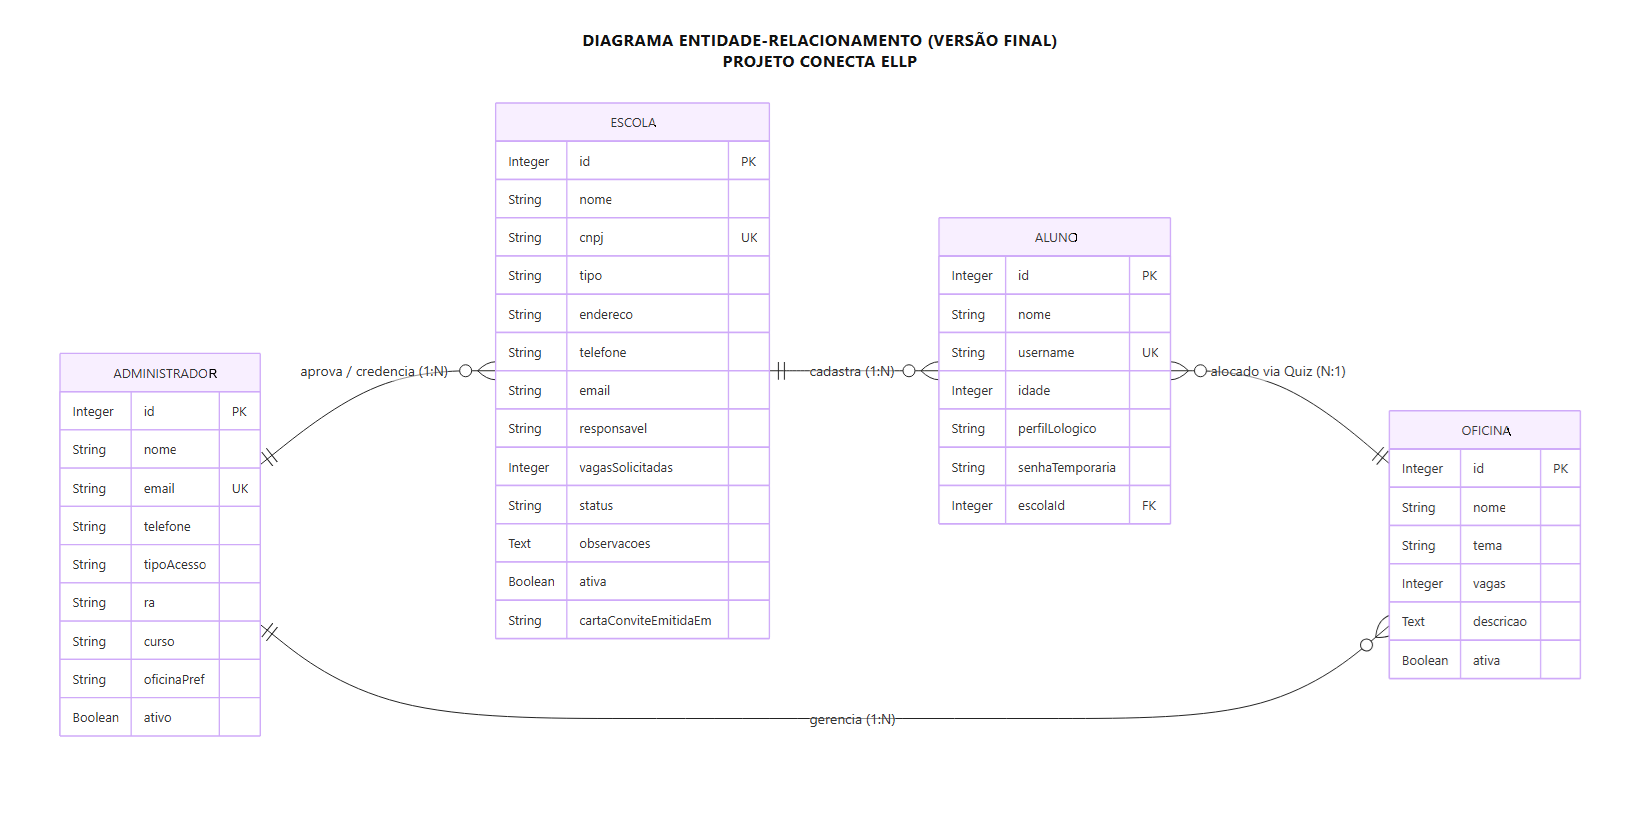 DIAGRAMA ENTIDADE-RELACIONAMENTO (VERSÃO FINAL)
PROJETO CONECTA ELLP
ESCOLA
Integer id PK
String nome
String cnpj UK
String tipo
String endereco
String telefone
String email
String responsavel
Integer vagasSolicitadas
String status
Text observacoes
Boolean ativa
String cartaConviteEmitidaEm
ALUNO
Integer id PK
String nome
String username UK
Integer idade
String perfilLologico
String senhaTemporaria
Integer escolaId FK
ADMINISTRADOR
Integer id PK
String nome
String email UK
String telefone
String tipoAcesso
String ra
String curso
String oficinaPref
Boolean ativo
OFICINA
Integer id PK
String nome
String tema
Integer vagas
Text descricao
Boolean ativa
aprova / credencia (1:N)
cadastra (1:N)
alocado via Quiz (N:1)
gerencia (1:N)